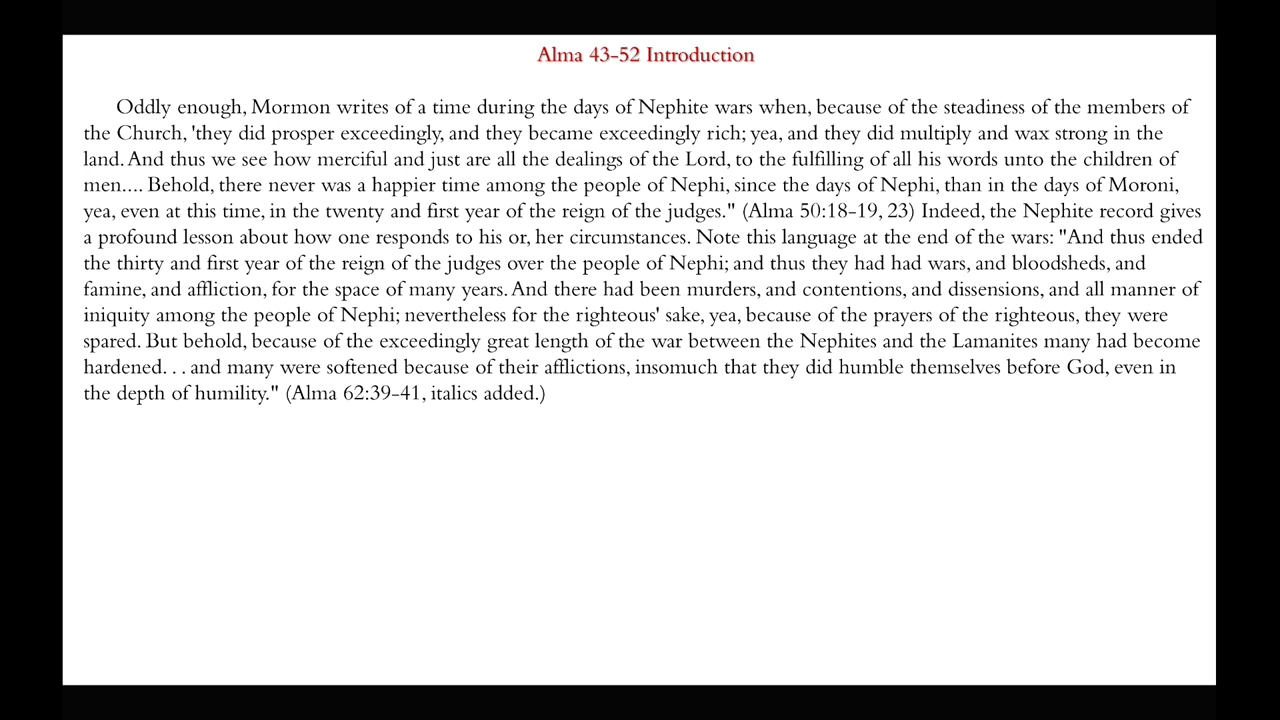 Alma 43-52 Introduction
Oddly enough, Mormon writes of a time during the days of Nephite wars when, because of the steadiness of the members of
the Church, 'they did prosper exceedingly, and they became exceedingly rich; yea, and they did multiply and wax strong in the
land. And thus we see how merciful and just are all the dealings of the Lord, to the fulfilling of all his words unto the children of
men.... Behold, there never was a happier time among the people of Nephi, since the days of Nephi, than in the days of Moroni,
yea, even at this time, in the twenty and first year of the reign of the judges." (Alma 50:18-19, 23) Indeed, the Nephite record gives
a profound lesson about how one responds to his or, her circumstances. Note this language at the end of the wars: "And thus ended
the thirty and first year of the reign of the judges over the people of Nephi; and thus they had had wars, and bloodsheds, and
famine, and affliction, for the space of many years. And there had been murders, and contentions, and dissensions, and all manner of
iniquity among the people of Nephi; nevertheless for the righteous' sake, yea, because of the prayers of the righteous, they were
spared. But behold, because of the exceedingly great length of the war between the Nephites and the Lamanites many had become
hardened. . . and many were softened because of their afflictions, insomuch that they did humble themselves before God, even in
the depth of humility." (Alma 62:39-41, italics added.)